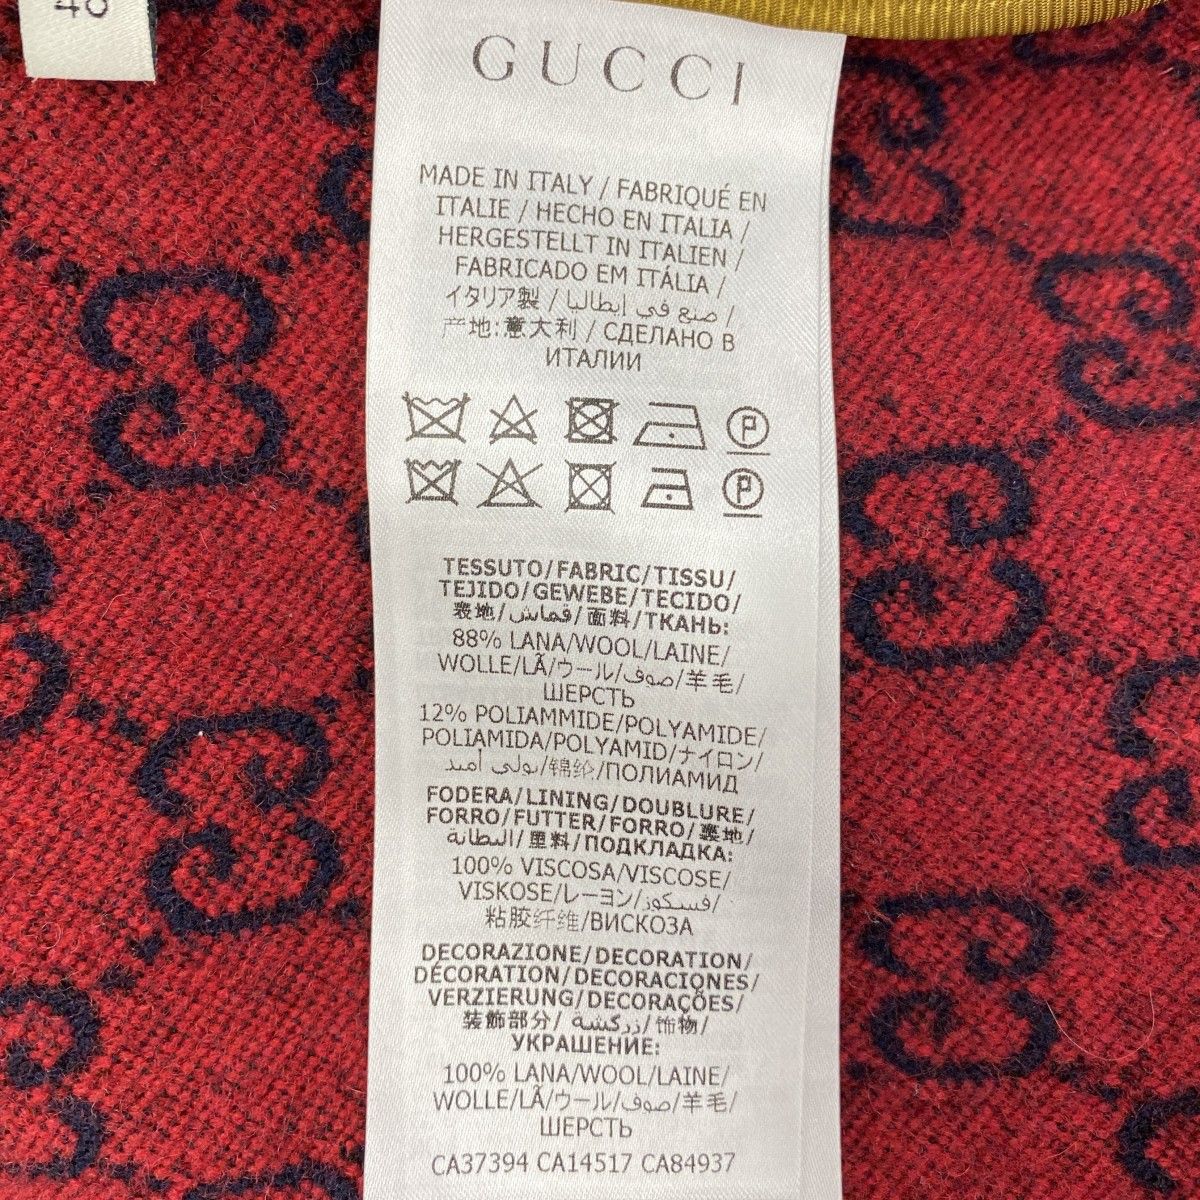 46
GUCCI
MADE IN ITALY / FABRIQUÉ EN
ITALIE / HECHO EN ITALIA /
HERGESTELLT IN ITALIEN /
FABRICADO EM ITÁLIA /
イタリア製 / صنع في إيطاليا /
产地:意大利 / СДЕЛАНО В
ИТАЛИИ
P
P
TESSUTO/FABRIC/TISSU/
TEJIDO/GEWEBE/TECIDO/
表地/قماش/面料/ТКАНЬ:
88% LANA/WOOL/LAINE/
WOLLE/LÃ/ウール/صوف/羊毛/
ШЕРСТЬ
12% POLIAMMIDE/POLYAMIDE/
POLIAMIDA/POLYAMID/ナイロン/
بولي أميد/锦纶/ПОЛИАМИД
FODERA/LINING/DOUBLURE/
FORRO/FUTTER/FORRO/裏地/
البطانة/里料/ПОДКЛАДКА:
100% VISCOSA/VISCOSE/
VISKOSE/レーヨン/فسكوز/
粘胶纤维/ВИСКОЗА
DECORAZIONE/DECORATION/
DÉCORATION/DECORACIONES/
VERZIERUNG/DECORAÇÕES/
装飾部分/زركشة/饰物/
УКРАШЕНИЕ:
100% LANA/WOOL/LAINE/
WOLLE/LÃ/ウール/صوف/羊毛/
ШЕРСТЬ
CA37394 CA14517 CA84937